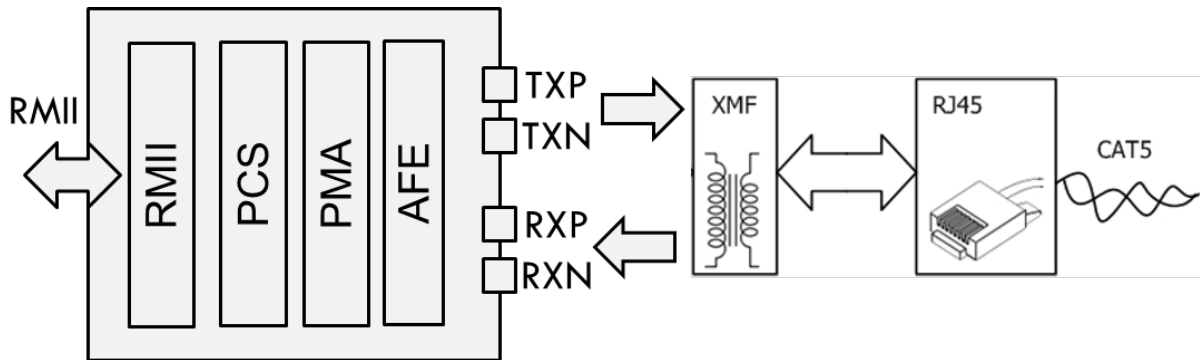 RMII
RMII
PCS
PMA
AFE
TXP
TXN
RXP
RXN
XMF
RJ45
CAT5